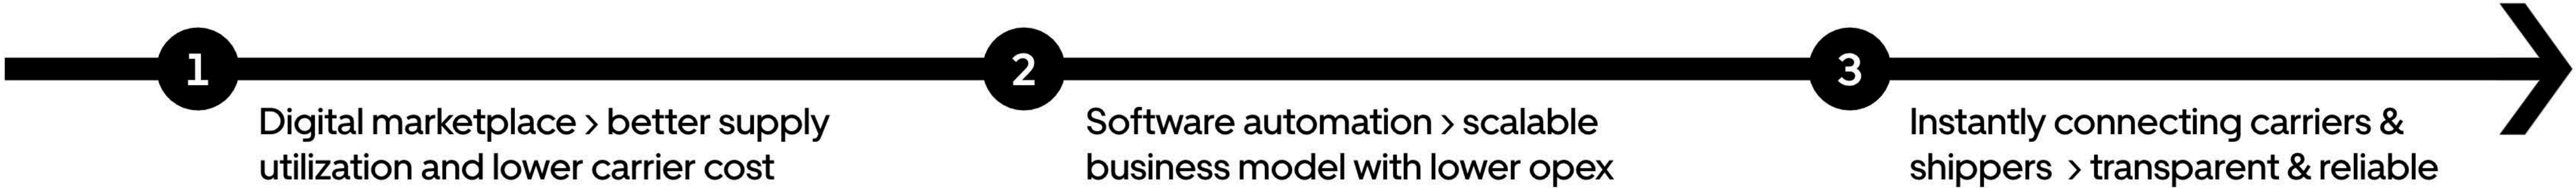 1
Digital marketplace > better supply
utilization and lower carrier cost
2
Software automation > scalable
business model with lower opex
3
Instantly connecting carriers &
shippers > transparent & reliable